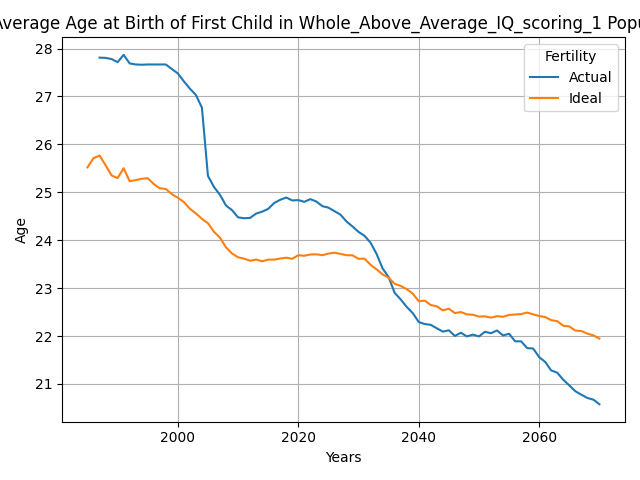 Average Age at Birth of First Child in Whole_Above_Average_IQ_scoring_1
Fertility
Actual
Ideal
28
27
26
25
24
23
22
21
Age
2000
2020
2040
2060
Years